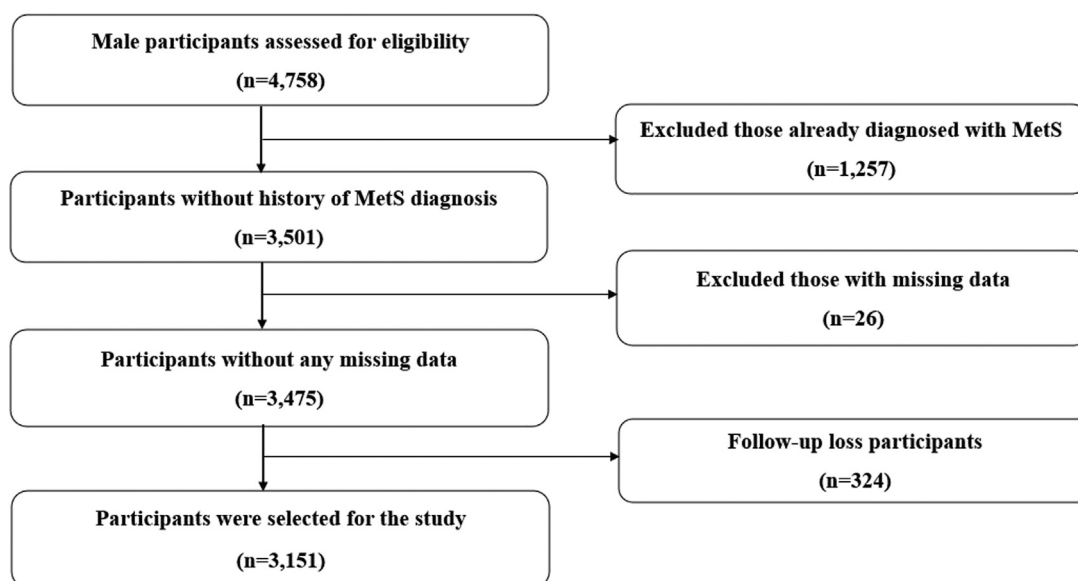 Male participants assessed for eligibility
(n=4,758)
Excluded those already diagnosed with MetS
(n=1,257)
Participants without history of MetS diagnosis
(n=3,501)
Excluded those with missing data
(n=26)
Participants without any missing data
(n=3,475)
Follow-up loss participants
(n=324)
Participants were selected for the study
(n=3,151)